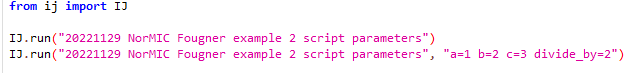 from ij import IJ
IJ.run("20221129 NorMIC Fougner example 2 script parameters")
IJ.run("20221129 NorMIC Fougner example 2 script parameters", "a=1 b=2 c=3 divide_by=2")